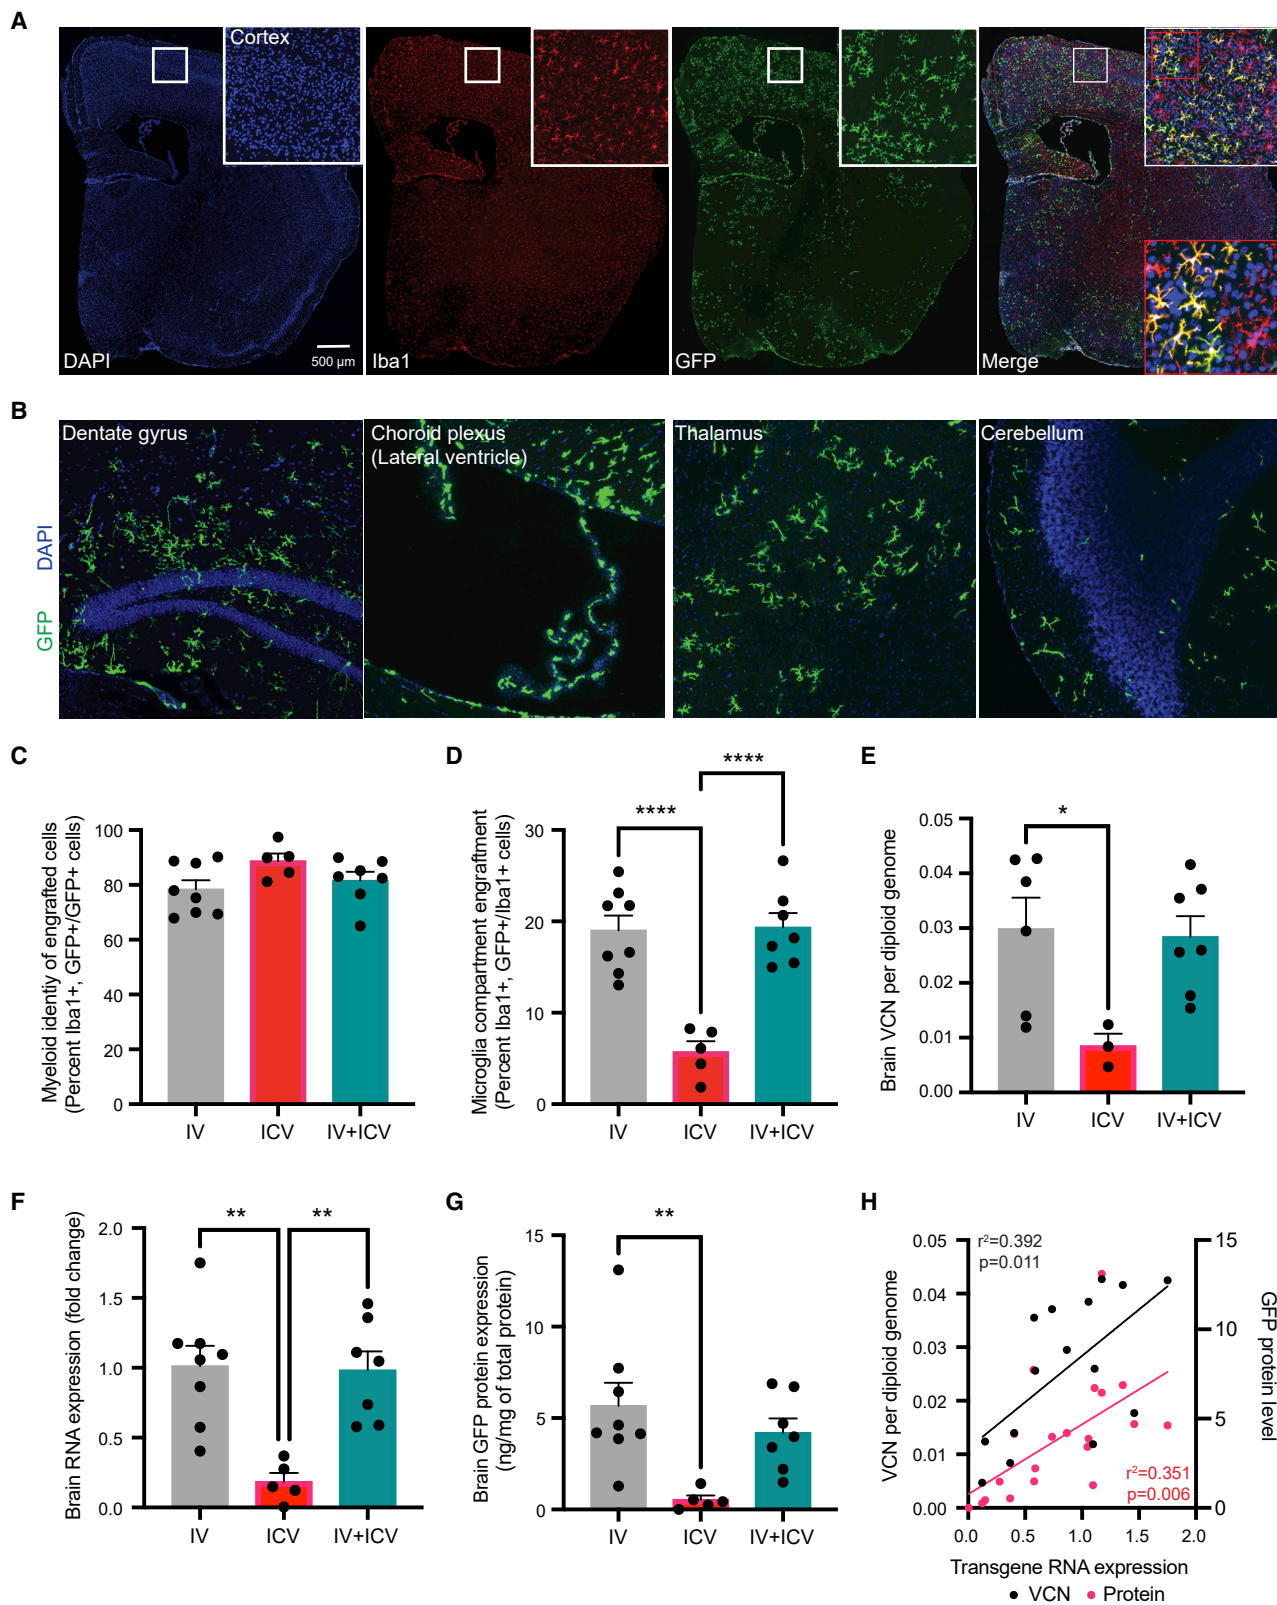 A
Cortex
DAPI
500 µm
Iba1
GFP
Merge
B
GFP DAPI
Dentate gyrus
Choroid plexus
(Lateral ventricle)
Thalamus
Cerebellum
C
Myeloid identiy of engrafted cells
(Percent Iba1+, GFP+/GFP+ cells)
100
80
60
40
20
0
IV
ICV
IV+ICV
D
Microglia compartment engraftment
(Percent Iba1+, GFP+/Iba1+ cells)
30
20
10
0
****
****
IV
ICV
IV+ICV
E
Brain VCN per diploid genome
0.05
0.04
0.03
0.02
0.01
0.00
*
IV
ICV
IV+ICV
F
Brain RNA expression (fold change)
2.0
1.5
1.0
0.5
0.0
**
**
IV
ICV
IV+ICV
G
Brain GFP protein expression
(ng/mg of total protein)
15
10
5
0
**
IV
ICV
IV+ICV
H
VCN per diploid genome
0.05
0.04
0.03
0.02
0.01
0.00
r²=0.392
p=0.011
r²=0.351
p=0.006
15
10
5
0
GFP protein level
0.0
0.5
1.0
1.5
2.0
Transgene RNA expression
VCN
Protein